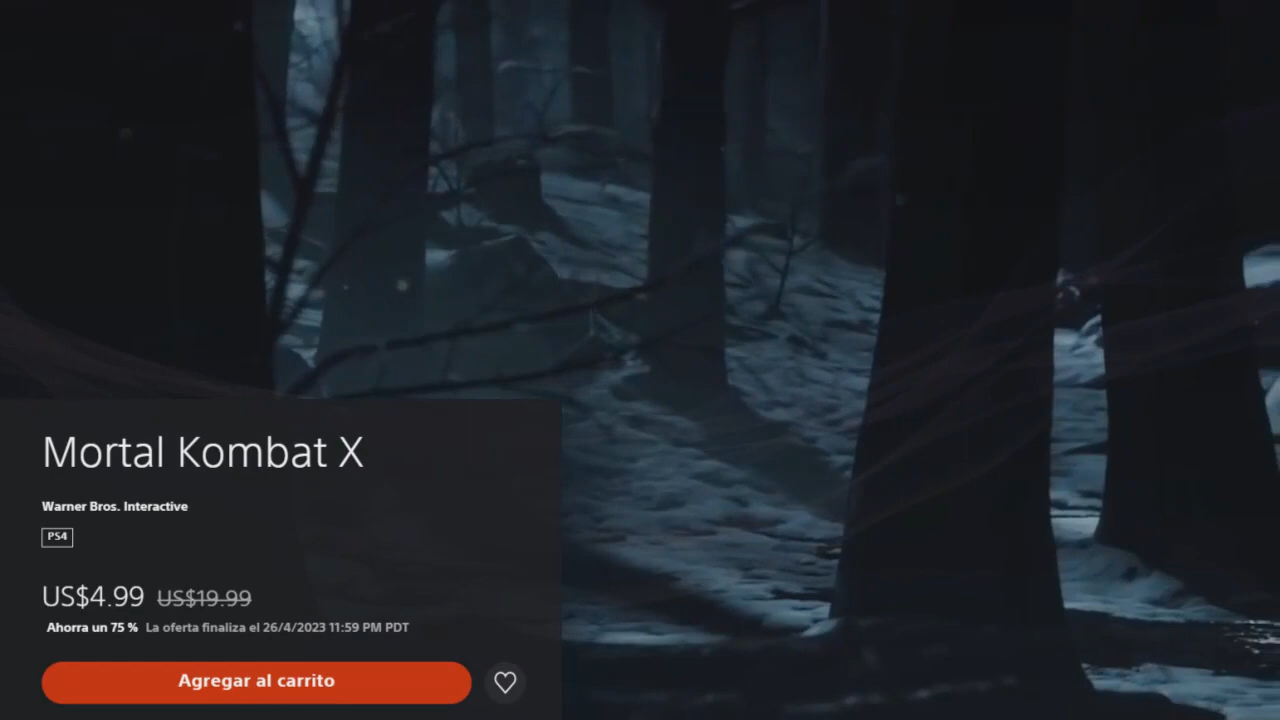 Mortal Kombat X
Warner Bros. Interactive
PS4
US$4.99 US$19.99
Ahorra un 75 % La oferta finaliza el 26/4/2023 11:59 PM PDT
Agregar al carrito